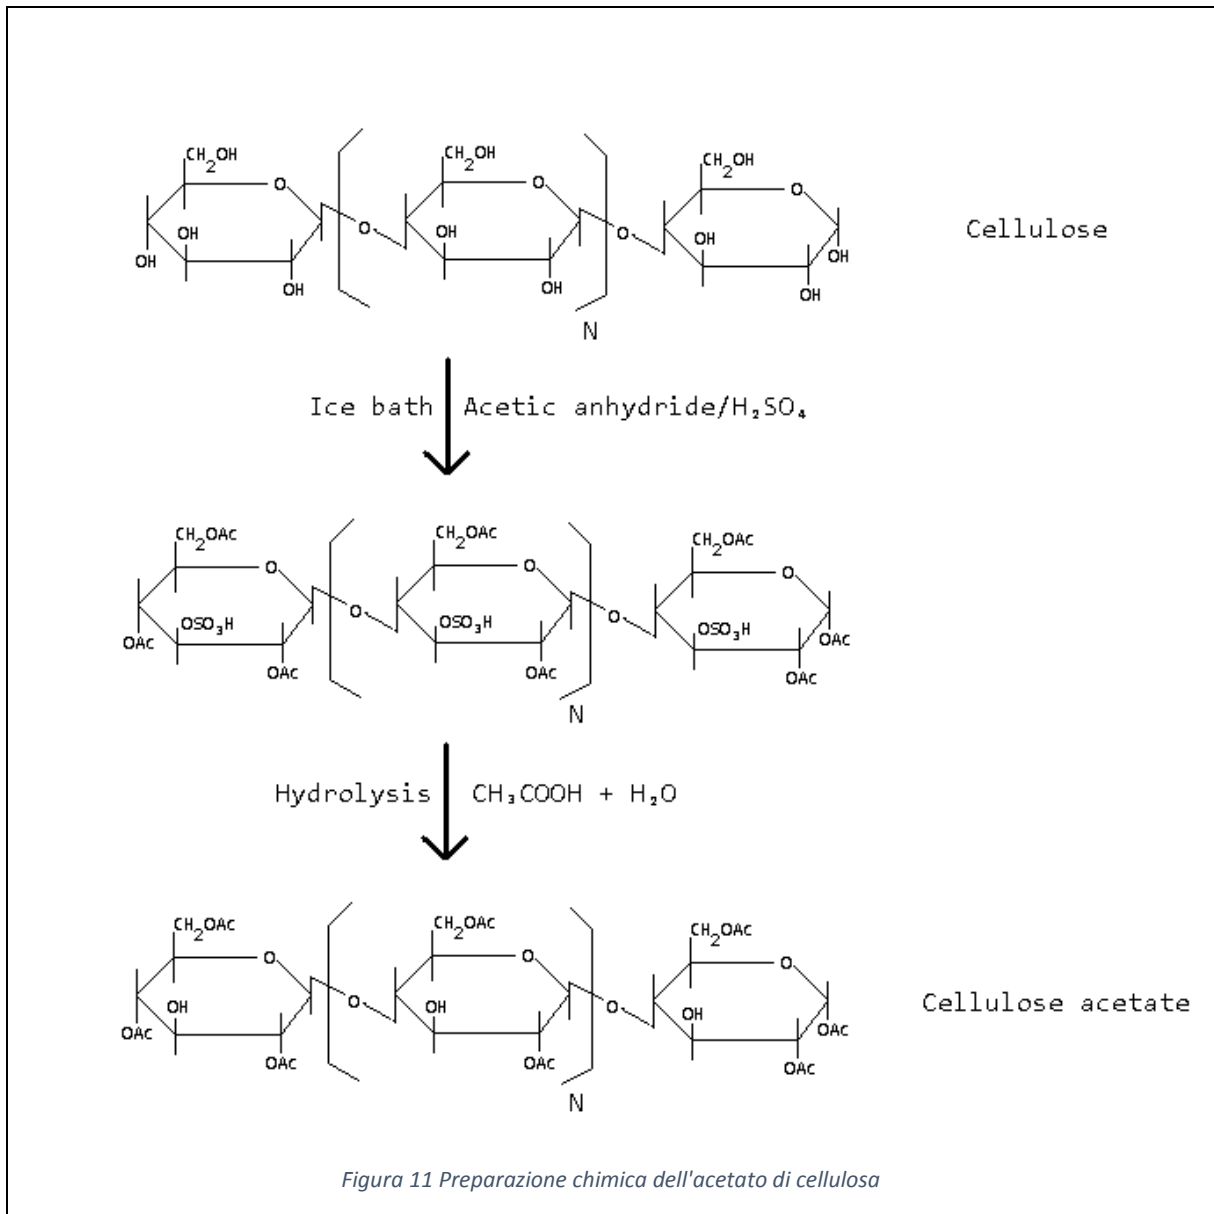 CH2OH CH2OH CH2OH
O O O
OH OH O OH OH O OH OH
OH OH OH
N
Cellulose
Ice bath Acetic anhydride/H₂SO₄
CH2OAc CH2OAc CH2OAc
O O O
OSO3H O OSO3H O OSO3H
OAc OAc OAc OAc OAc
N
Hydrolysis CH₃COOH + H₂O
CH2OAc CH2OAc CH2OAc
O O O
OH O OH O OH
OAc OAc OAc OAc OAc
N
Cellulose acetate
Figura 11 Preparazione chimica dell'acetato di cellulosa